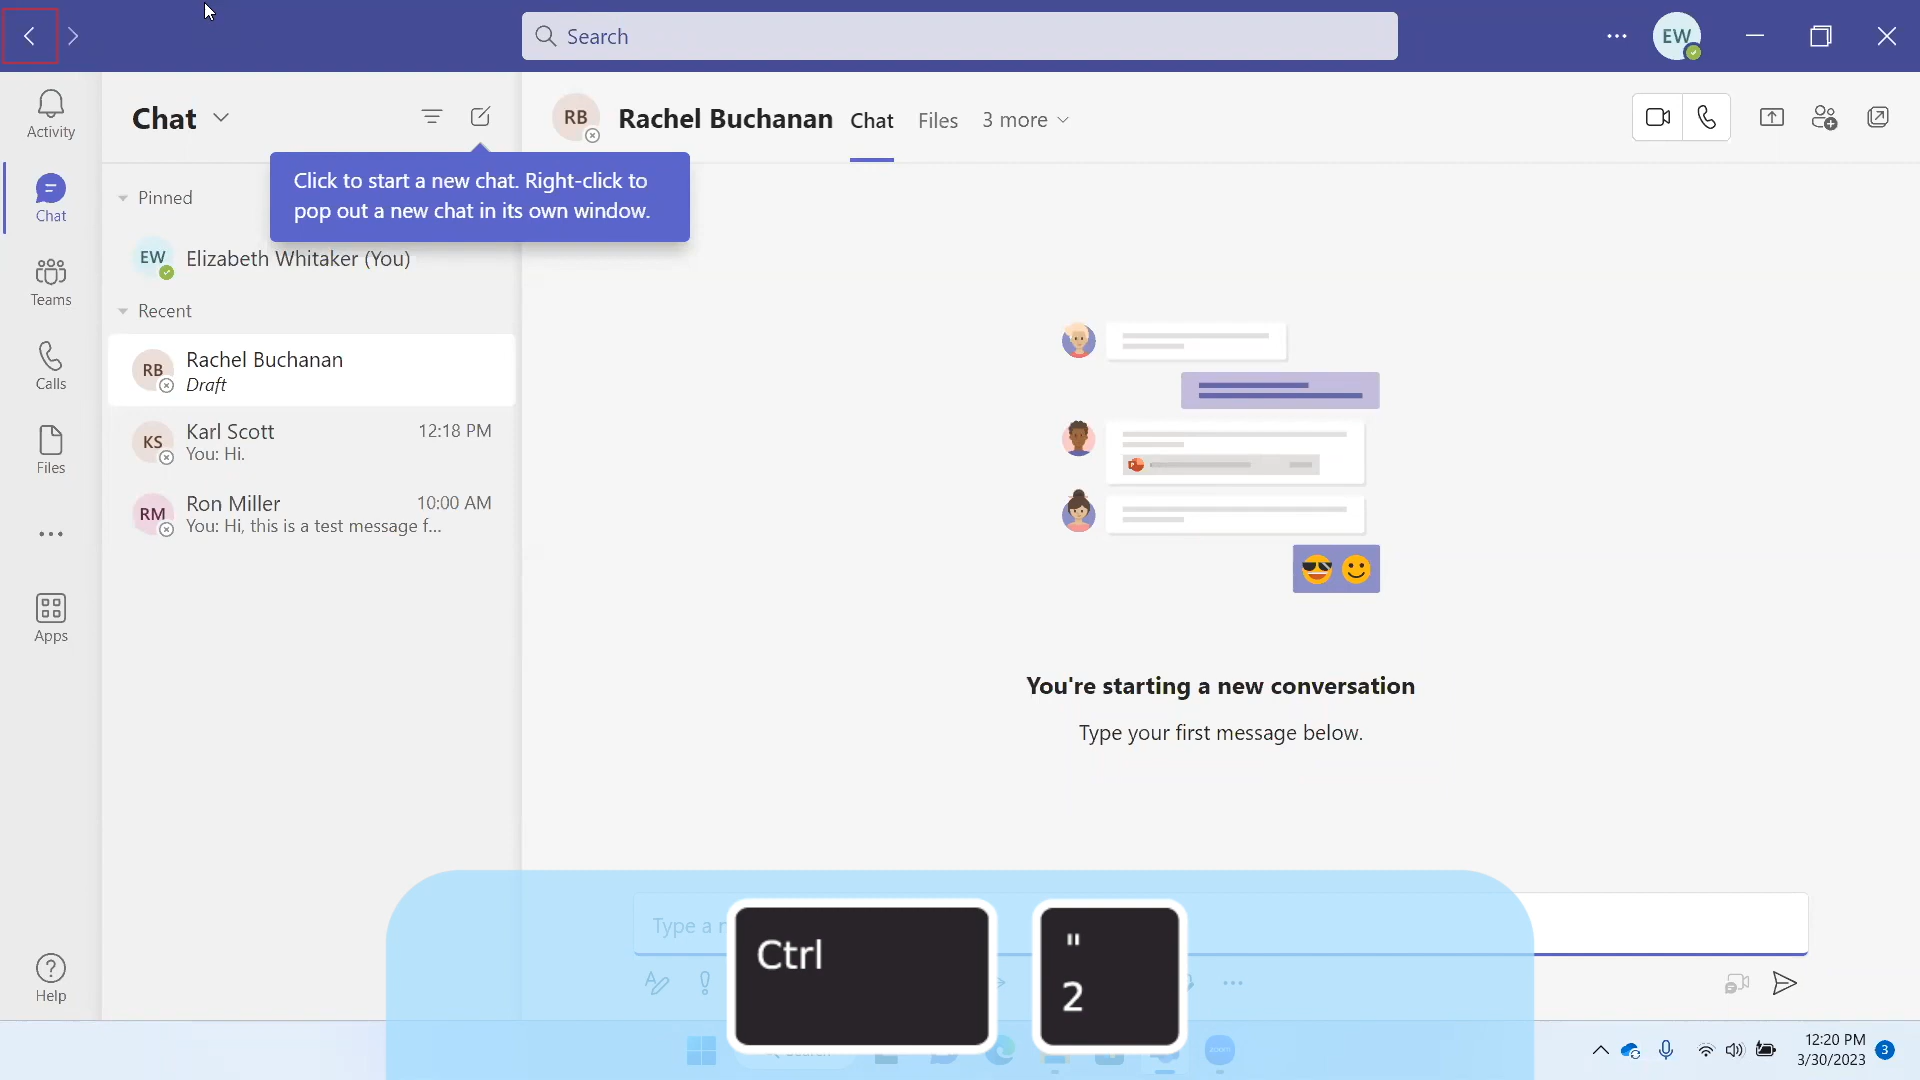 Search
EW
Activity
Chat
Teams
Calls
Files
Apps
Help
Chat
Click to start a new chat. Right-click to
pop out a new chat in its own window.
Pinned
EW
Elizabeth Whitaker (You)
Recent
RB
Rachel Buchanan
Draft
KS
Karl Scott
12:18 PM
You: Hi.
RM
Ron Miller
10:00 AM
You: Hi, this is a test message f...
RB
Rachel Buchanan
Chat
Files
3 more
You're starting a new conversation
Type your first message below.
Type a
Ctrl
"
2
Search
zoom
12:20 PM
3/30/2023
3